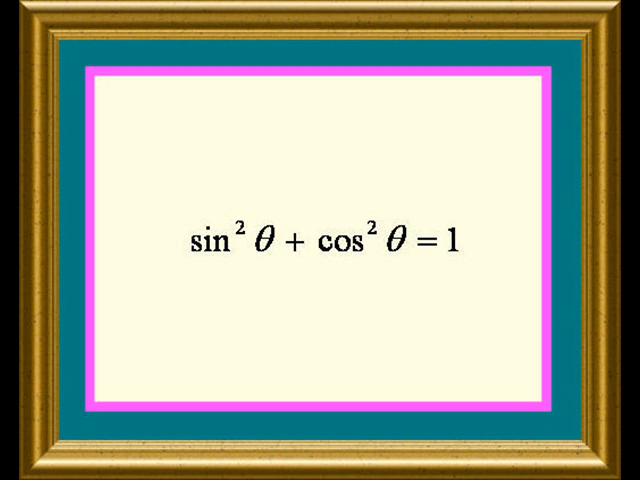 sin² θ + cos² θ = 1